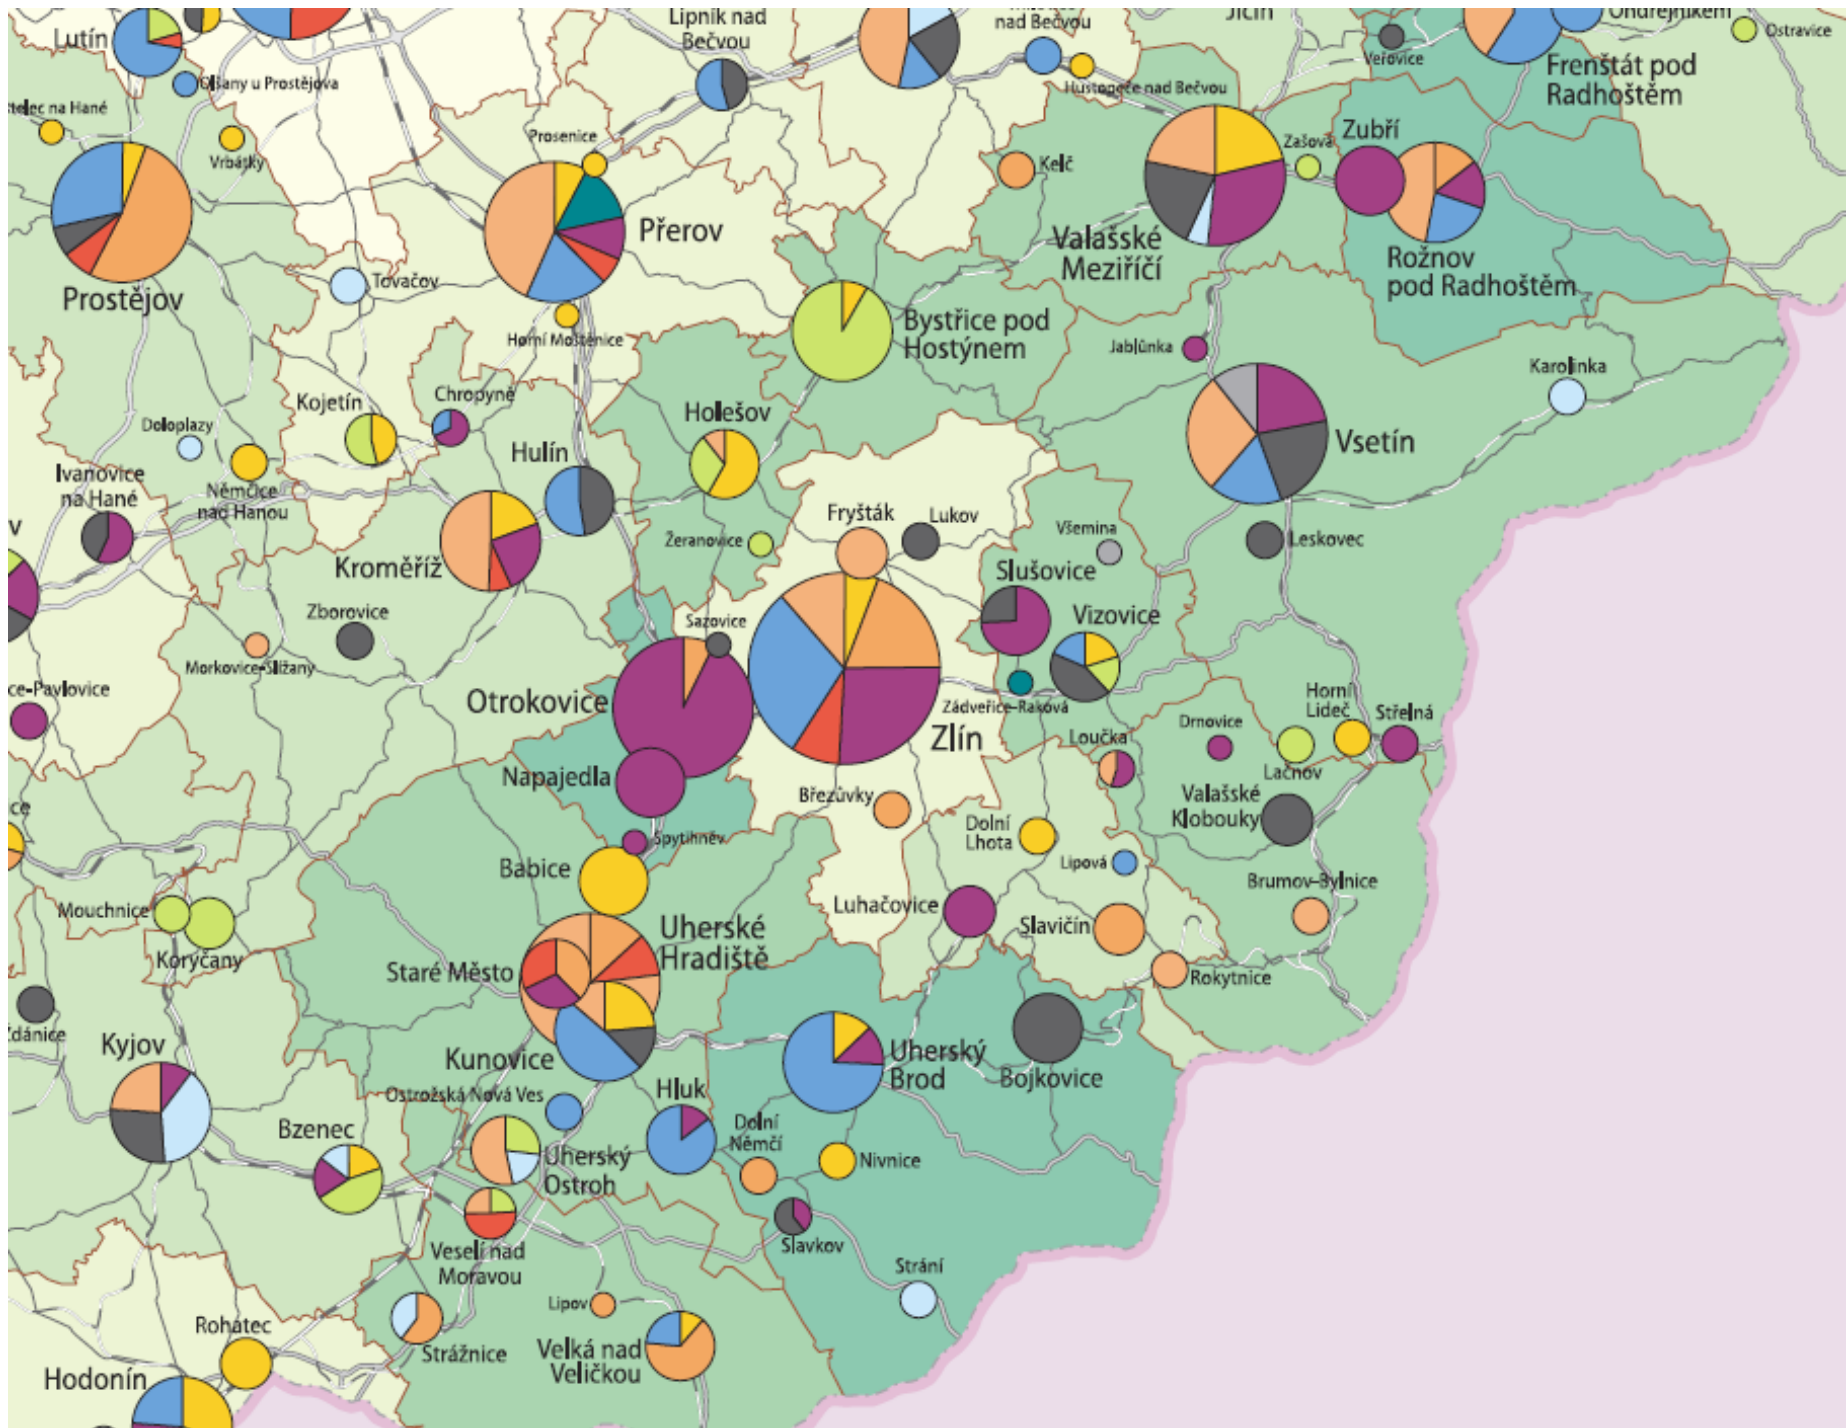 Lipník nad
Bečvou
nad Bečvou
Jičín
Ondřejníkem
Ostravice
Lutín
Veřovice
Frenštát pod
Radhoštěm
Olšany u Prostějova
Hustopeče nad Bečvou
Vrbátky
Prosenice
Zubří
Zašová
Kelč
Přerov
Valašské
Meziříčí
Rožnov
pod Radhoštěm
Prostějov
Tovačov
Horní Moštěnice
Bystřice pod
Hostýnem
Jablůnka
Karolinka
Kojetín
Chropyně
Holešov
Doloplazy
Hulín
Vsetín
Ivanovice
na Hané
Němčice
nad Hanou
Fryšták
Lukov
Všemina
Leskovec
Žeranovice
Kroměříž
Slušovice
Zborovice
Sazovice
Vizovice
Morkovice-Slížany
ce-Pavlovice
Otrokovice
Zádveřice-Raková
Horní
Lideč
Střelná
Drnovice
Zlín
Loučka
Lačnov
Napajedla
Březůvky
Valašské
Klobouky
ce
Spytihněv
Dolní
Lhota
Babice
Lipová
Brumov-Bylnice
Mouchnice
Luhačovice
Slavičín
Uherské
Hradiště
Koryčany
Staré Město
Rokytnice
Ždánice
Kyjov
Kunovice
Uherský
Brod
Bojkovice
Ostrožská Nová Ves
Hluk
Bzenec
Dolní
Němčí
Uherský
Ostroh
Nivnice
Veselí nad
Moravou
Slavkov
Strání
Lipov
Rohatec
Strážnice
Velká nad
Veličkou
Hodonín